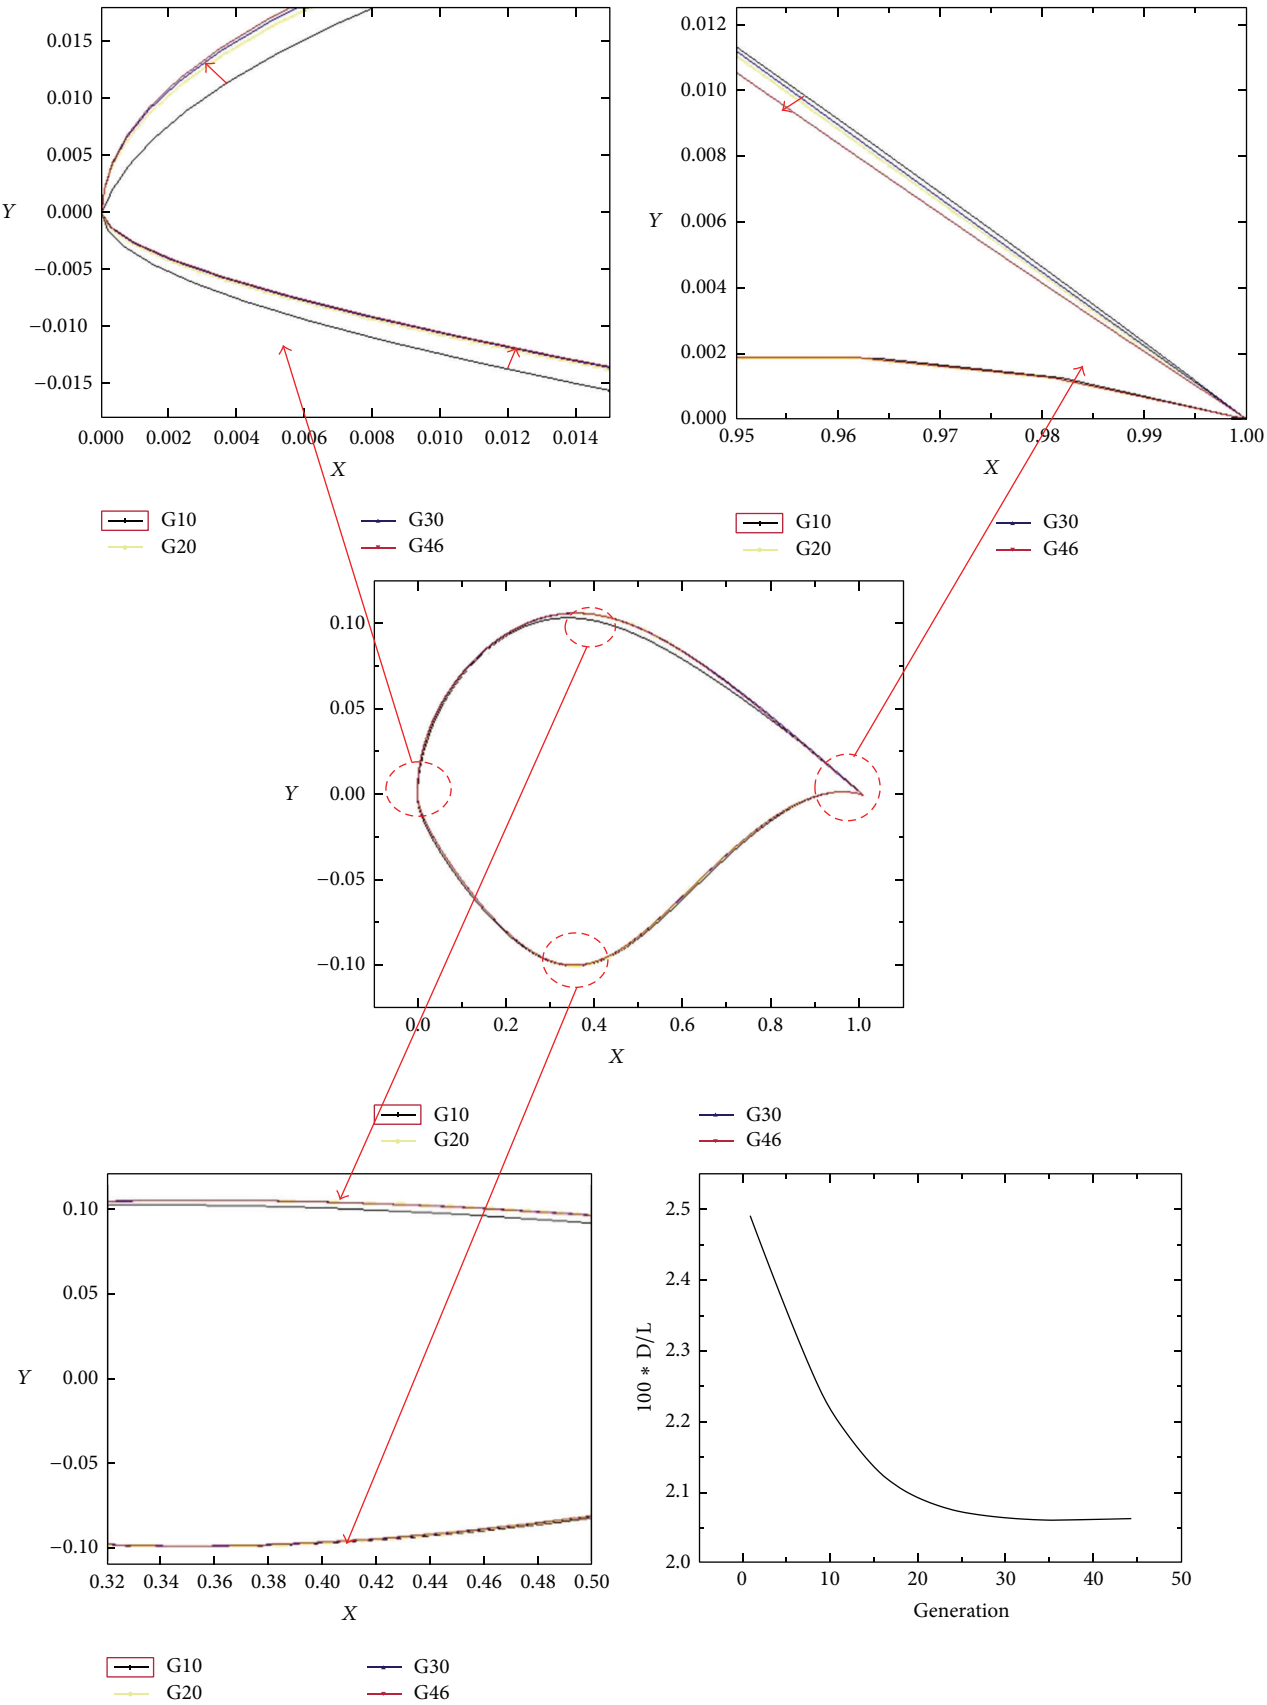 0.015
0.010
0.005
0.000
−0.005
−0.010
−0.015
Y
0.000 0.002 0.004 0.006 0.008 0.010 0.012 0.014
X
G10
G20
G30
G46
0.012
0.010
0.008
0.006
0.004
0.002
0.000
Y
0.95 0.96 0.97 0.98 0.99 1.00
X
G10
G20
G30
G46
0.10
0.05
0.00
−0.05
−0.10
Y
0.0 0.2 0.4 0.6 0.8 1.0
X
G10
G20
G30
G46
0.10
0.05
0.00
−0.05
−0.10
Y
0.32 0.34 0.36 0.38 0.40 0.42 0.44 0.46 0.48 0.50
X
G10
G20
G30
G46
2.5
2.4
2.3
2.2
2.1
2.0
100 ∗ D/L
0 10 20 30 40 50
Generation